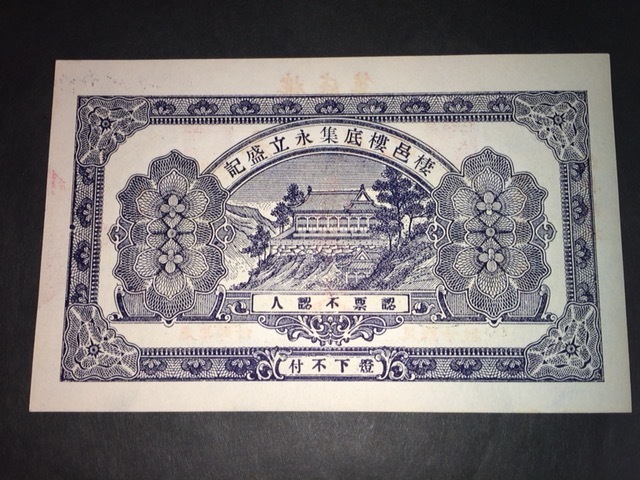 棲邑樓底集永立盛記
認票不認人
燈下不付